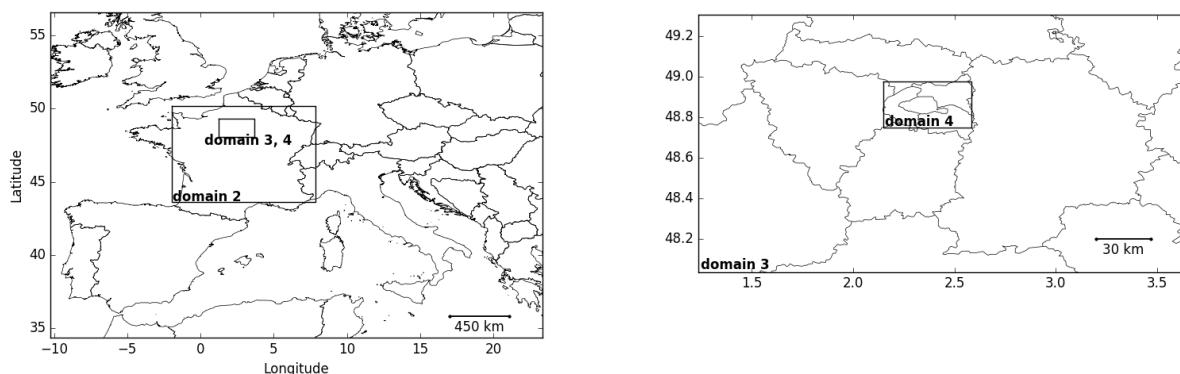 55
50
45
40
35
Latitude
domain 3, 4
domain 2
450 km
−10 −5 0 5 10 15 20
Longitude
49.2
49.0
48.8
48.6
48.4
48.2
domain 4
30 km
domain 3
1.5 2.0 2.5 3.0 3.5